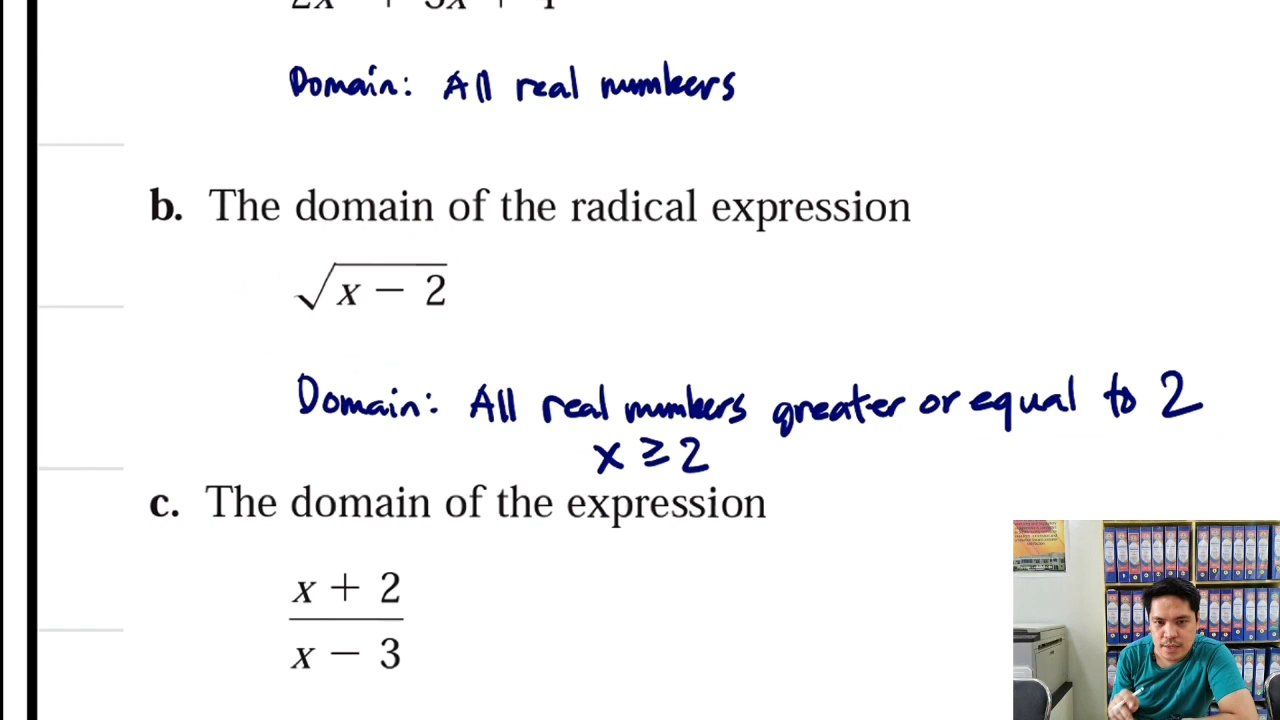 Domain: All real numbers
b. The domain of the radical expression
√x − 2
Domain: All real numbers greater or equal to 2
x ≥ 2
c. The domain of the expression
x + 2
x − 3